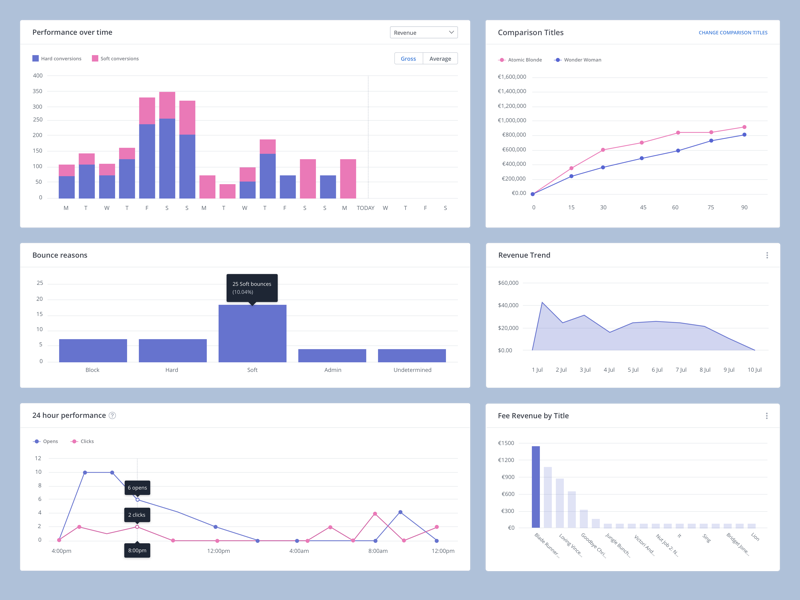 Performance over time
Revenue
Hard conversions
Soft conversions
Gross
Average
400
350
300
250
200
150
100
50
0
M T W T F S S M T W T F S S M TODAY W T F S
Comparison Titles
CHANGE COMPARISON TITLES
Atomic Blonde
Wonder Woman
€1,600,000
€1,400,000
€1,200,000
€1,000,000
€800,000
€600,000
€400,000
€200,000
€0.00
0 15 30 45 60 75 90
Bounce reasons
25 Soft bounces
(10.04%)
25
20
15
10
5
0
Block Hard Soft Admin Undetermined
Revenue Trend
$60,000
$40,000
$20,000
$0.00
1 Jul 2 Jul 3 Jul 4 Jul 5 Jul 6 Jul 7 Jul 8 Jul 9 Jul 10 Jul
24 hour performance ?
Opens
Clicks
12
10
8
6
4
2
0
6 opens
2 clicks
4:00pm 8:00pm 12:00pm 4:00am 8:00am 12:00pm
Fee Revenue by Title
€1500
€1200
€900
€600
€300
€0
Blade Runner...
Loving Vince...
Goodbye Chri...
Jungle Bunch...
Victori And...
Nut Job 2: N...
It
Sing
Bridget Jone...
Lion